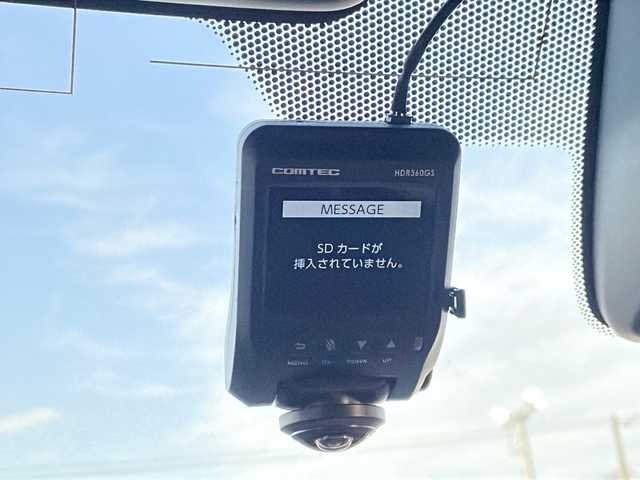 COMTEC HDR360GS
MESSAGE
SDカードが
挿入されていません。
MENU DOWN UP